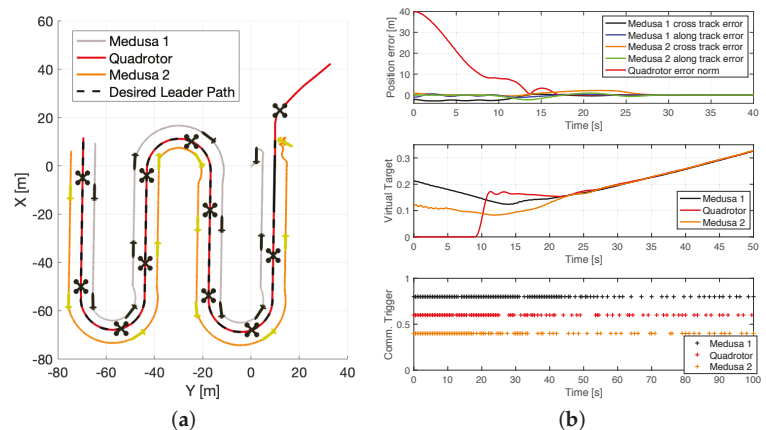 Medusa 1
Quadrotor
Medusa 2
Desired Leader Path
60
40
20
0
-20
-40
-60
-80
X [m]
-80 -60 -40 -20 0 20 40
Y [m]
(a)
Position error [m]
40
30
20
10
0
-10
Medusa 1 cross track error
Medusa 1 along track error
Medusa 2 cross track error
Medusa 2 along track error
Quadrotor error norm
0 5 10 15 20 25 30 35 40
Time [s]
Virtual Target
0.3
0.2
0.1
0
Medusa 1
Quadrotor
Medusa 2
0 5 10 15 20 25 30 35 40 45 50
Time [s]
Comm. Trigger
1
0.5
0
Medusa 1
Quadrotor
Medusa 2
0 10 20 30 40 50 60 70 80 90 100
Time [s]
(b)